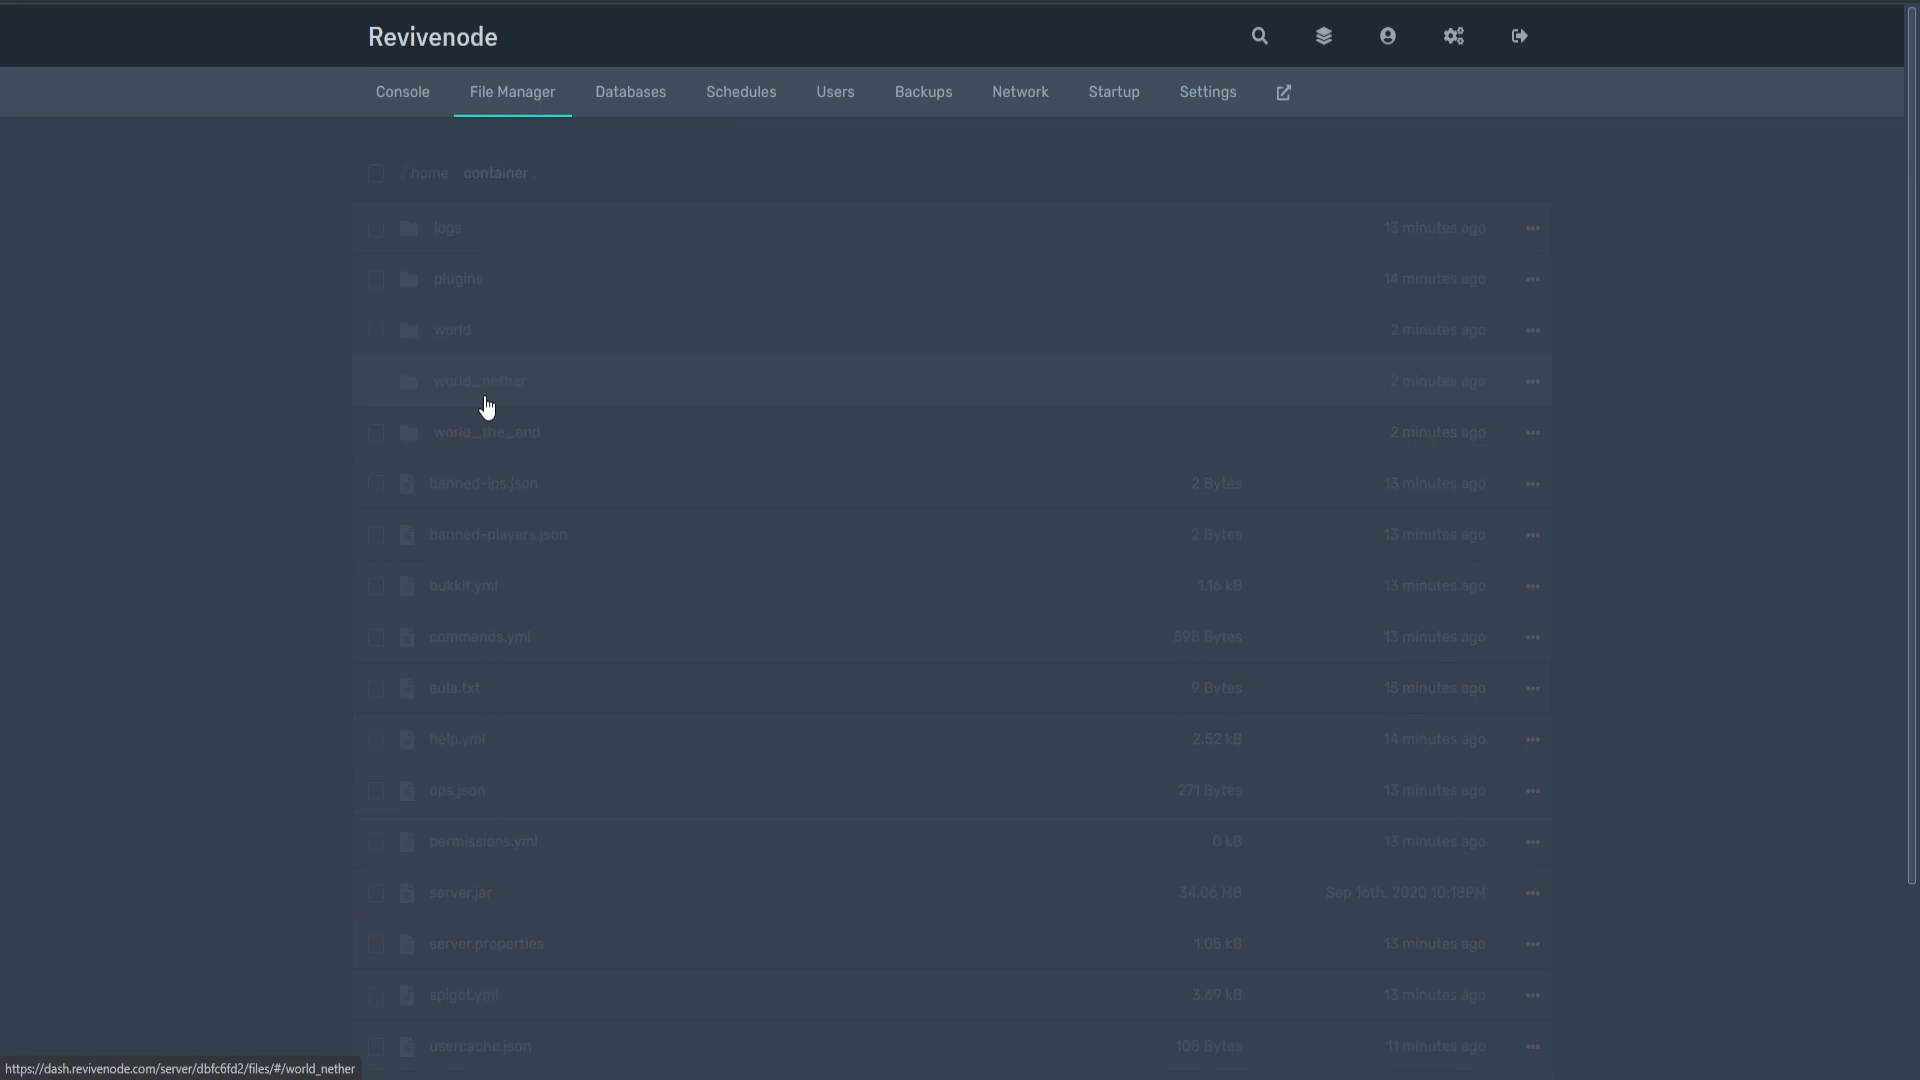 Revivenode
Console File Manager Databases Schedules Users Backups Network Startup Settings
/ home container /
logs 13 minutes ago
plugins 14 minutes ago
world 2 minutes ago
world_nether 2 minutes ago
world_the_end 2 minutes ago
banned-ips.json 2 Bytes 13 minutes ago
banned-players.json 2 Bytes 13 minutes ago
bukkit.yml 1.16 kB 13 minutes ago
commands.yml 598 Bytes 13 minutes ago
eula.txt 9 Bytes 15 minutes ago
help.yml 2.52 kB 14 minutes ago
ops.json 271 Bytes 13 minutes ago
permissions.yml 0 kB 13 minutes ago
server.jar 34.06 MB Sep 16th, 2020 10:18PM
server.properties 1.05 kB 13 minutes ago
spigot.yml 3.69 kB 13 minutes ago
usercache.json 108 Bytes 11 minutes ago
https://dash.revivenode.com/server/dbfc6fd2/files/#/world_nether